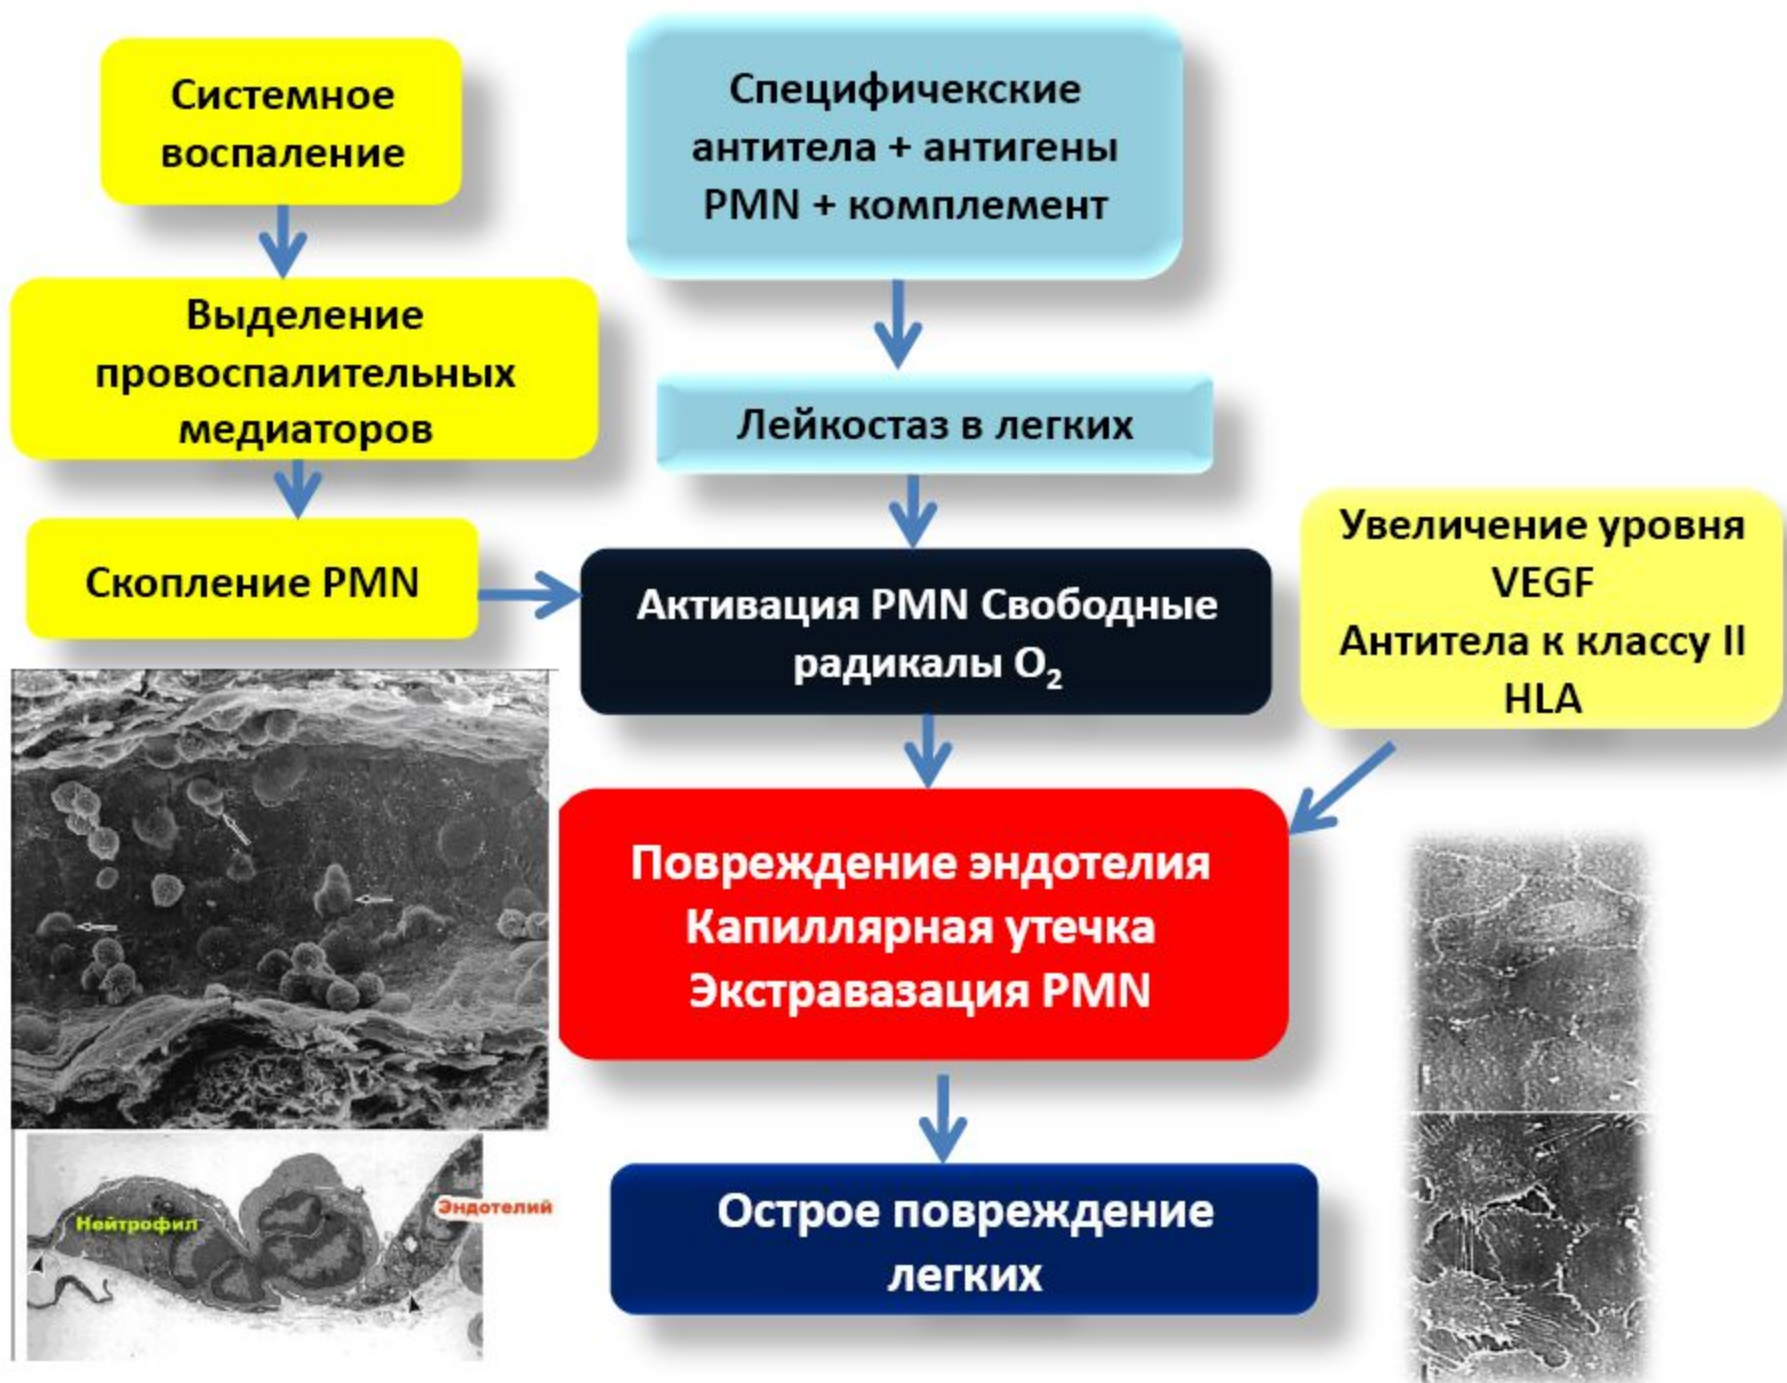 Системное
воспаление
Специфичекские
антитела + антигены
PMN + комплемент
Выделение
провоспалительных
медиаторов
Лейкостаз в легких
Скопление PMN
Активация PMN Свободные
радикалы O₂
Увеличение уровня
VEGF
Антитела к классу II
HLA
Повреждение эндотелия
Капиллярная утечка
Экстравазация PMN
Нейтрофил
Эндотелий
Острое повреждение
легких